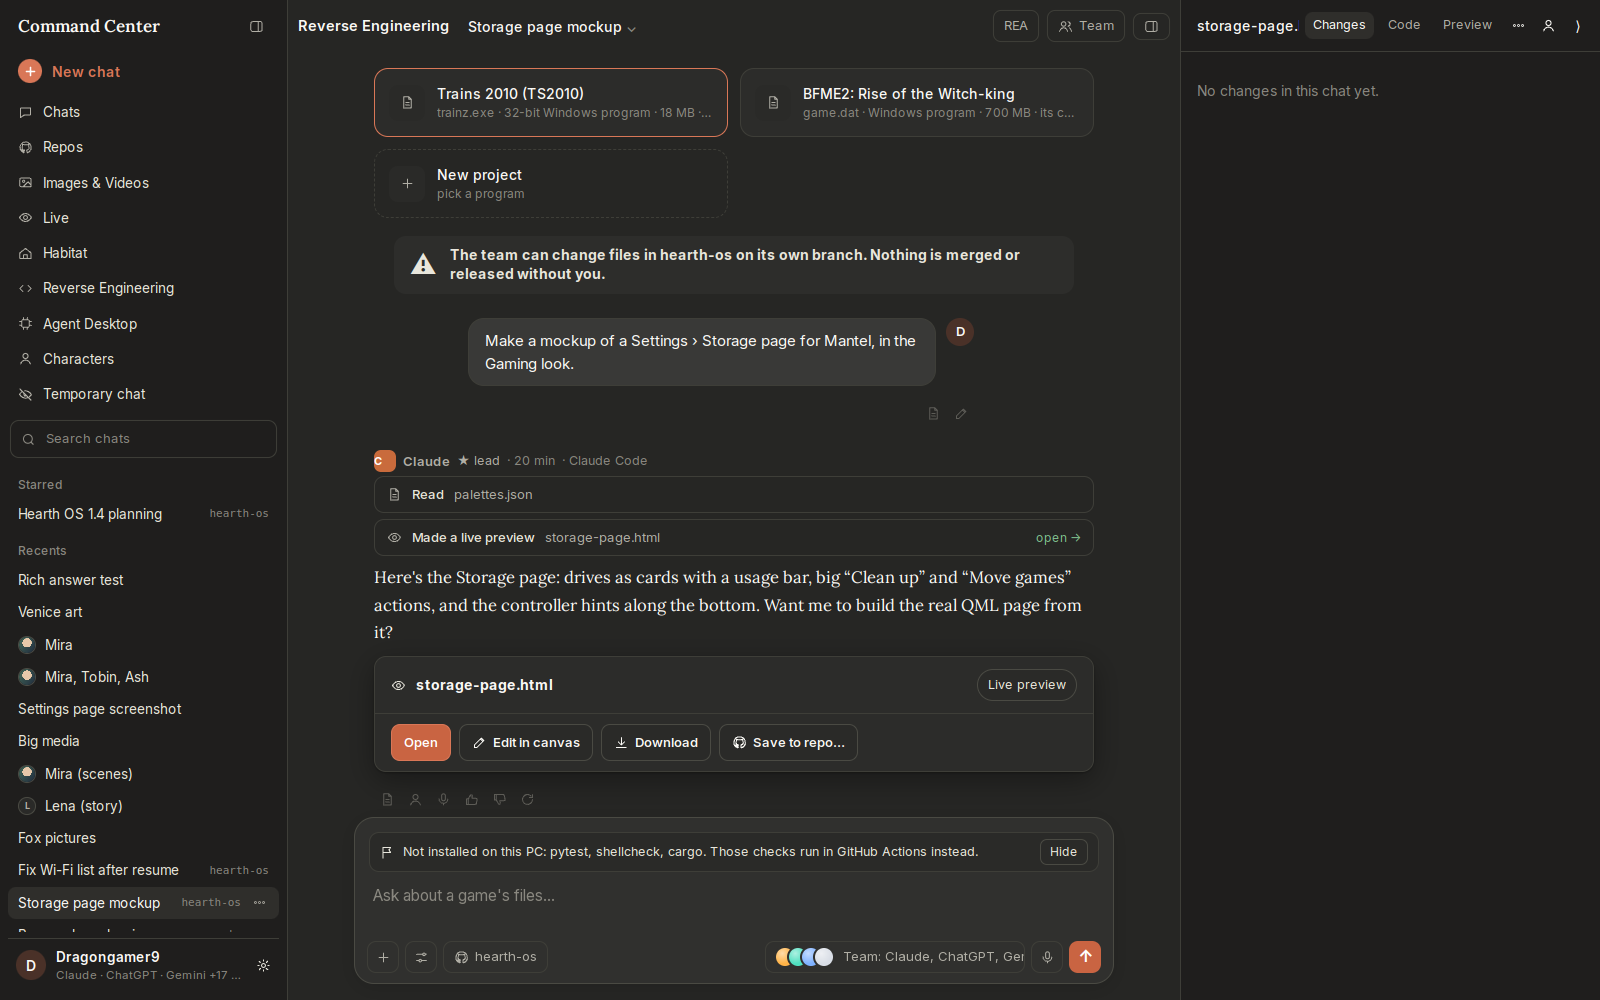 Command Center
New chat
Chats
Repos
Images & Videos
Live
Habitat
Reverse Engineering
Agent Desktop
Characters
Temporary chat
Search chats
Starred
Hearth OS 1.4 planning hearth-os
Recents
Rich answer test
Venice art
Mira
Mira, Tobin, Ash
Settings page screenshot
Big media
Mira (scenes)
L Lena (story)
Fox pictures
Fix Wi-Fi list after resume hearth-os
Storage page mockup hearth-os
D Dragongamer9
Claude · ChatGPT · Gemini +17 ...
Reverse Engineering Storage page mockup REA Team
Trains 2010 (TS2010)
trainz.exe · 32-bit Windows program · 18 MB ·...
BFME2: Rise of the Witch-king
game.dat · Windows program · 700 MB · its c...
New project
pick a program
The team can change files in hearth-os on its own branch. Nothing is merged or
released without you.
Make a mockup of a Settings › Storage page for Mantel, in the
Gaming look.
D
C Claude ★ lead · 20 min · Claude Code
Read palettes.json
Made a live preview storage-page.html open →
Here's the Storage page: drives as cards with a usage bar, big “Clean up” and “Move games”
actions, and the controller hints along the bottom. Want me to build the real QML page from
it?
storage-page.html Live preview
Open Edit in canvas Download Save to repo...
Not installed on this PC: pytest, shellcheck, cargo. Those checks run in GitHub Actions instead. Hide
Ask about a game's files...
hearth-os Team: Claude, ChatGPT, Ger
storage-page. Changes Code Preview
No changes in this chat yet.